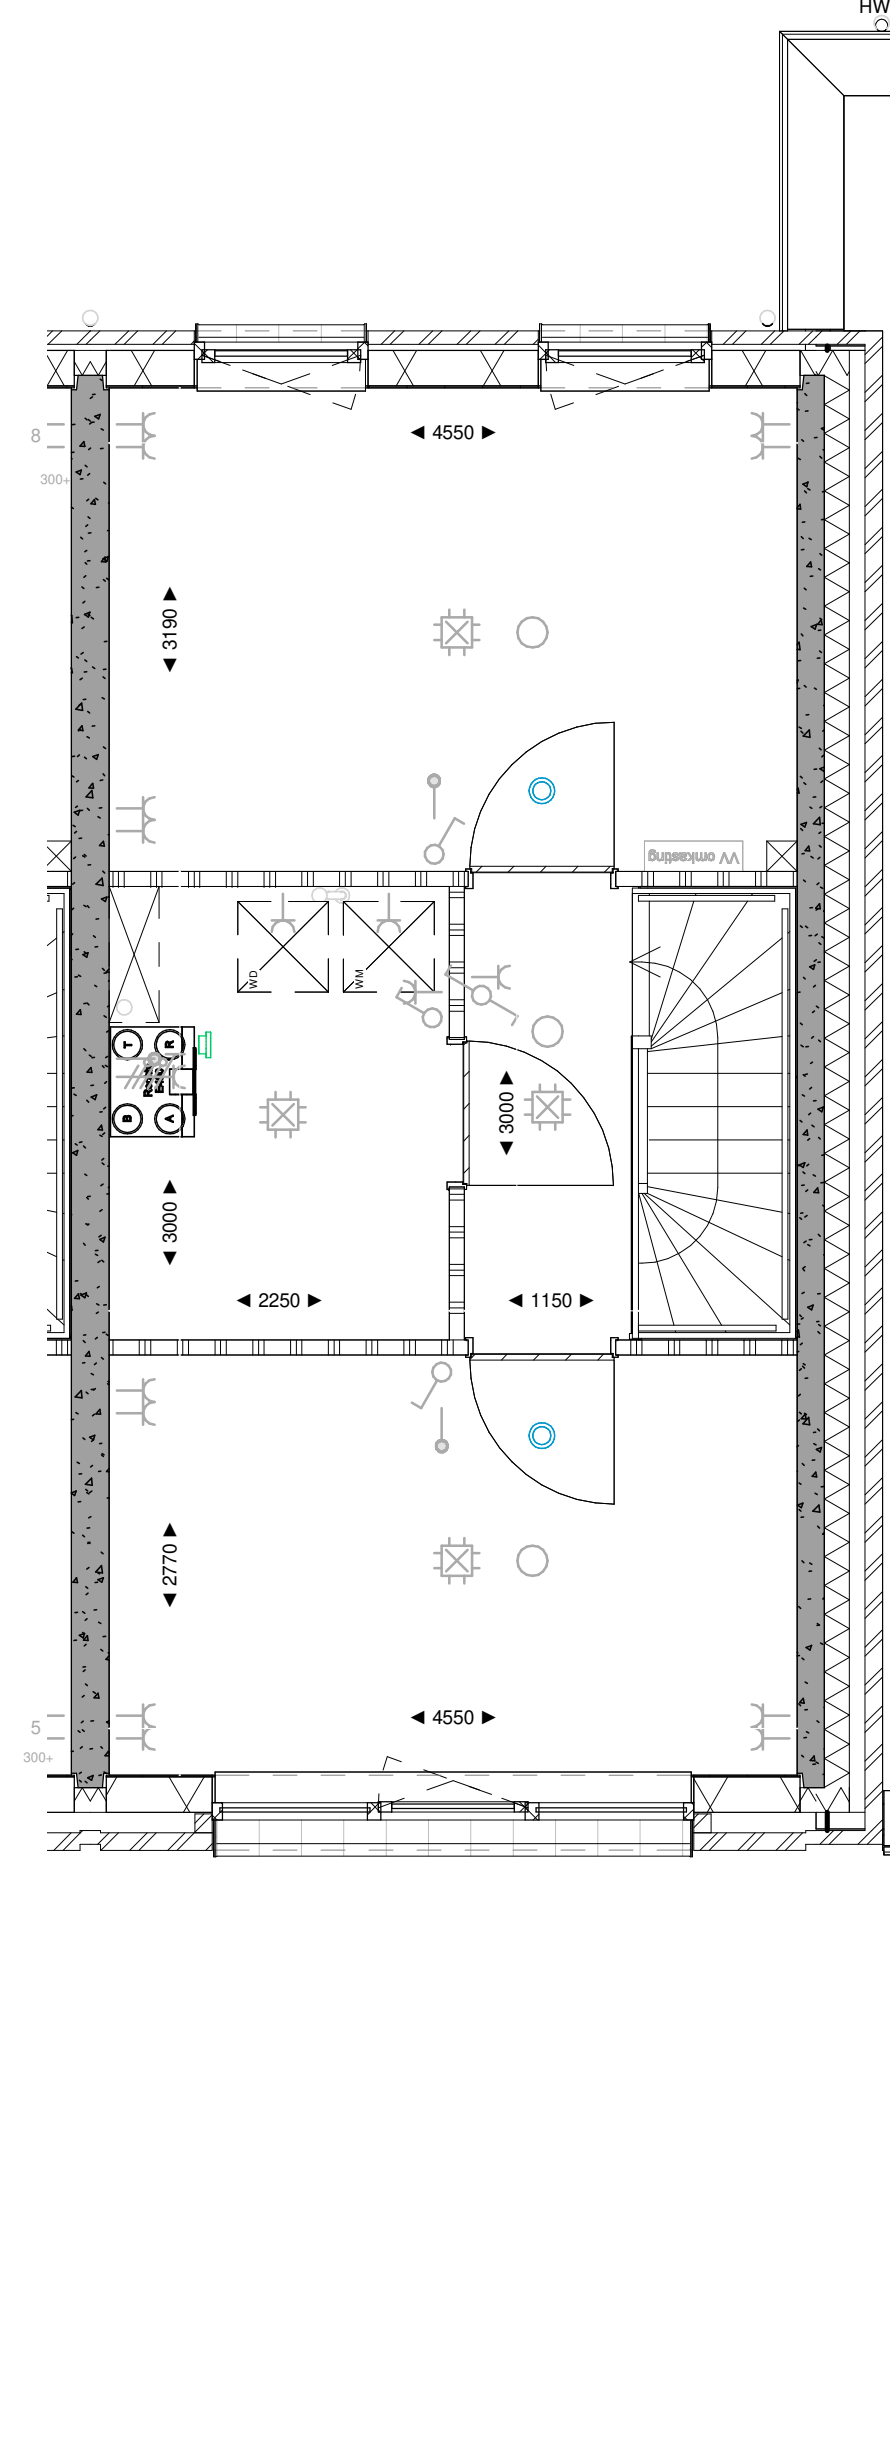 HW
8
◄ 4550 ►
300+
◄ 3190 ►
VV omkasting
WD
WM
T
R
B
A
◄ 3000 ►
◄ 3000 ►
◄ 2250 ►
◄ 1150 ►
◄ 2770 ►
5
◄ 4550 ►
300+